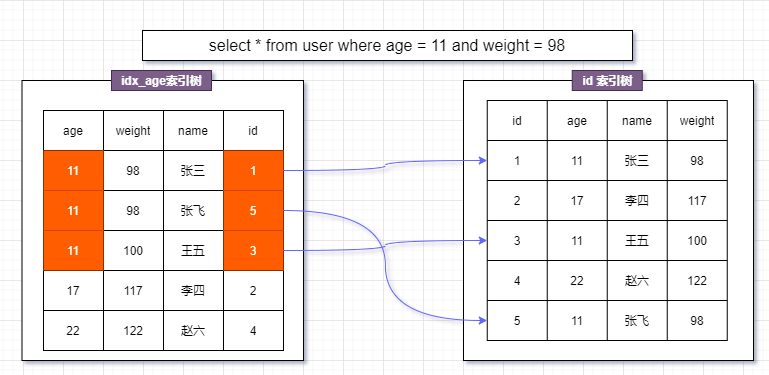 select * from user where age = 11 and weight = 98
idx_age索引树
age weight name id
11 98 张三 1
11 98 张飞 5
11 100 王五 3
17 117 李四 2
22 122 赵六 4
id 索引树
id age name weight
1 11 张三 98
2 17 李四 117
3 11 王五 100
4 22 赵六 122
5 11 张飞 98